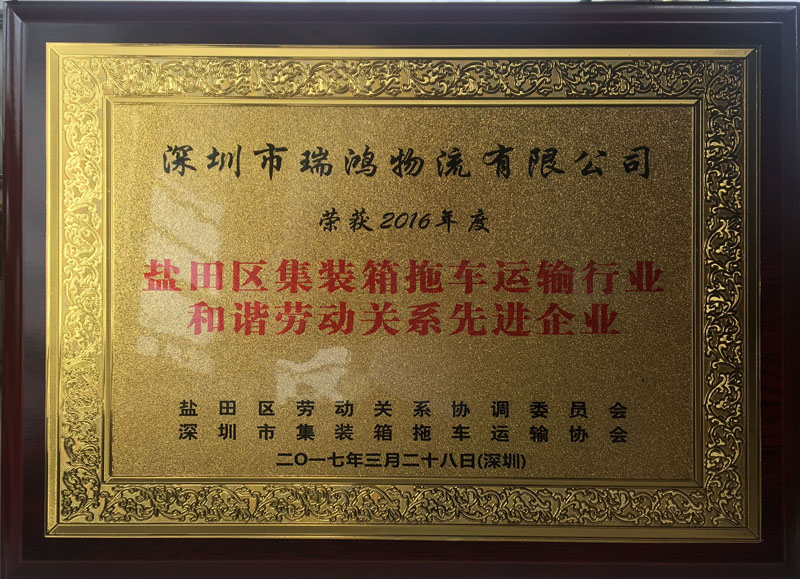 深圳市瑞鸿物流有限公司
荣获2016年度
盐田区集装箱拖车运输行业
和谐劳动关系先进企业
盐田区劳动关系协调委员会
深圳市集装箱拖车运输协会
二〇一七年三月二十八日(深圳)